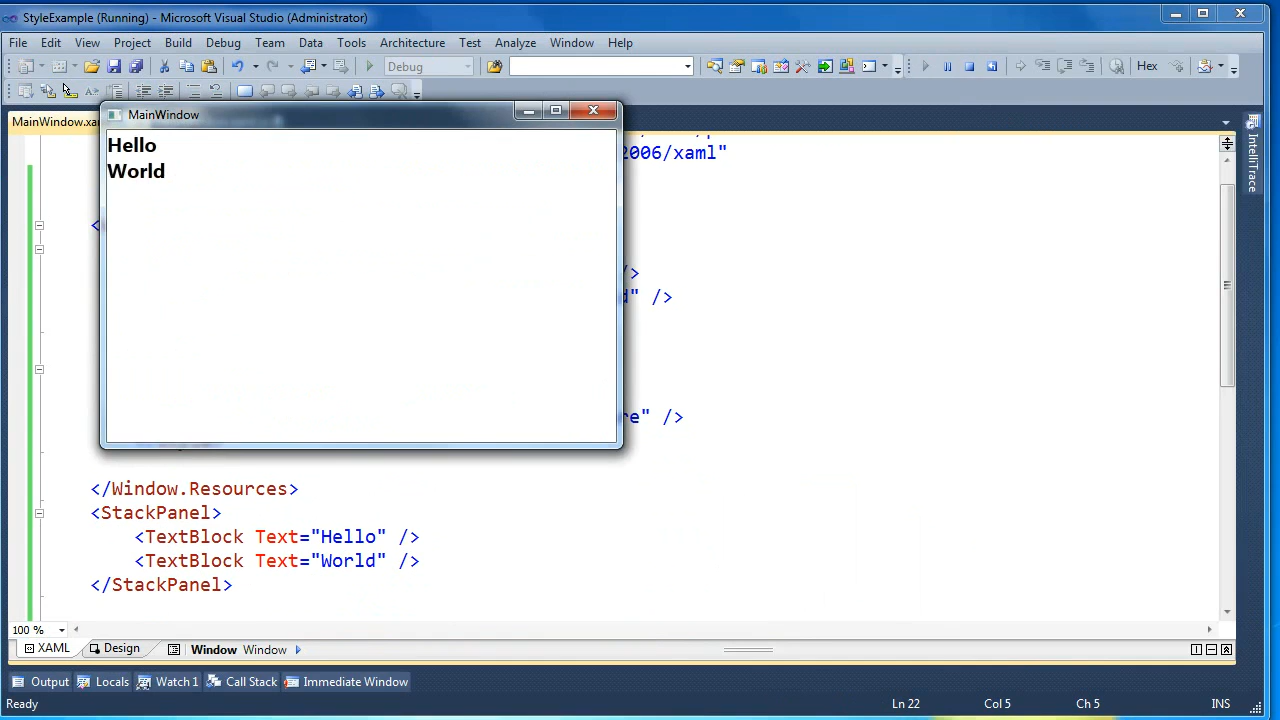 StyleExample (Running) - Microsoft Visual Studio (Administrator)
File Edit View Project Build Debug Team Data Tools Architecture Test Analyze Window Help
Debug
Hex
MainWindow.xa
MainWindow
Hello
World
2006/xaml"
<
/>
d" />
re" />
</Window.Resources>
<StackPanel>
<TextBlock Text="Hello" />
<TextBlock Text="World" />
</StackPanel>
IntelliTrace
100 %
XAML Design Window Window
Output Locals Watch 1 Call Stack Immediate Window
Ready Ln 22 Col 5 Ch 5 INS